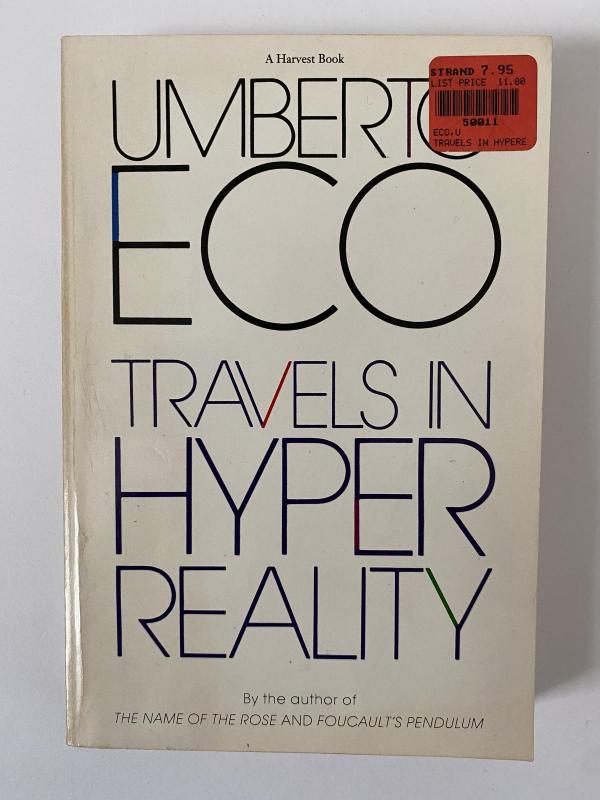 A Harvest Book
UMBERTO
ECO
TRAVELS IN
HYPER
REALITY
By the author of
THE NAME OF THE ROSE AND FOUCAULT'S PENDULUM
STRAND 7.95
LIST PRICE 11.00
50011
ECO,U
TRAVELS IN HYPERE